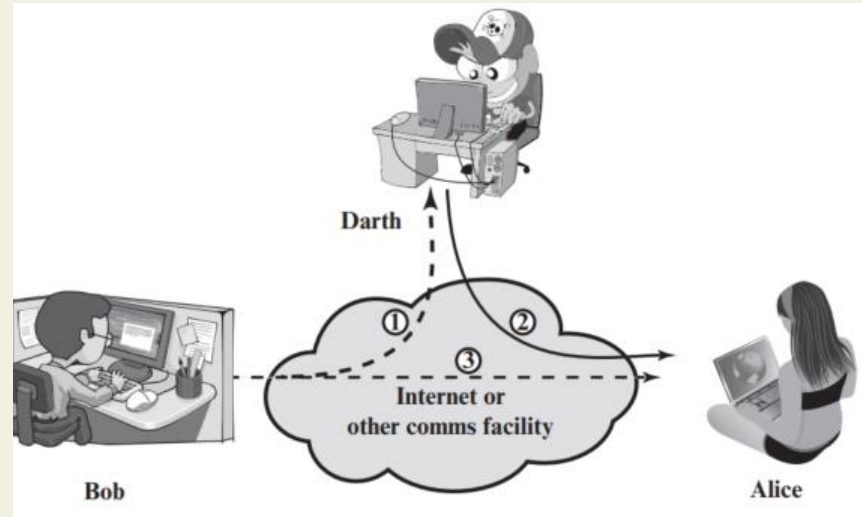 Darth
①
②
③
Internet or
other comms facility
Bob
Alice